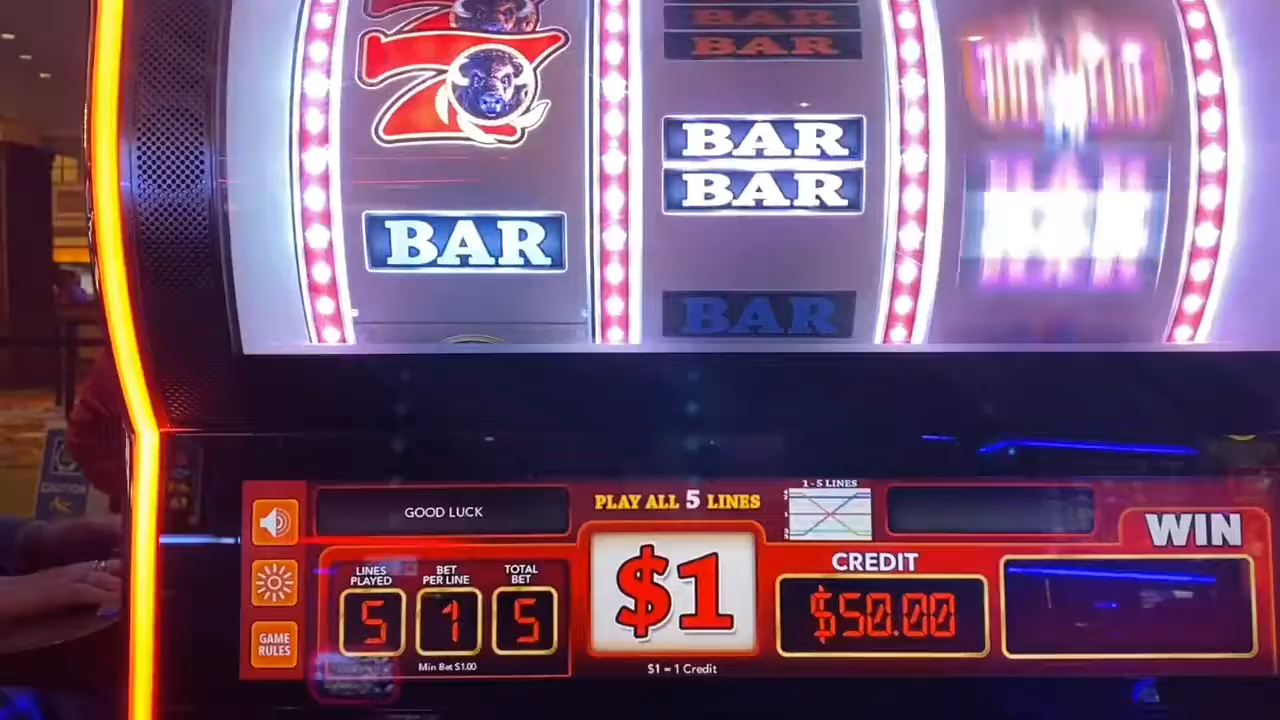 7
BAR
BAR
BAR
BAR
BAR
BAR
CAUTION
GOOD LUCK
PLAY ALL 5 LINES
1-5 LINES
WIN
LINES PLAYED
BET PER LINE
TOTAL BET
5
1
5
Min Bet $1.00
$1
$1 = 1 Credit
CREDIT
$50.00
GAME RULES